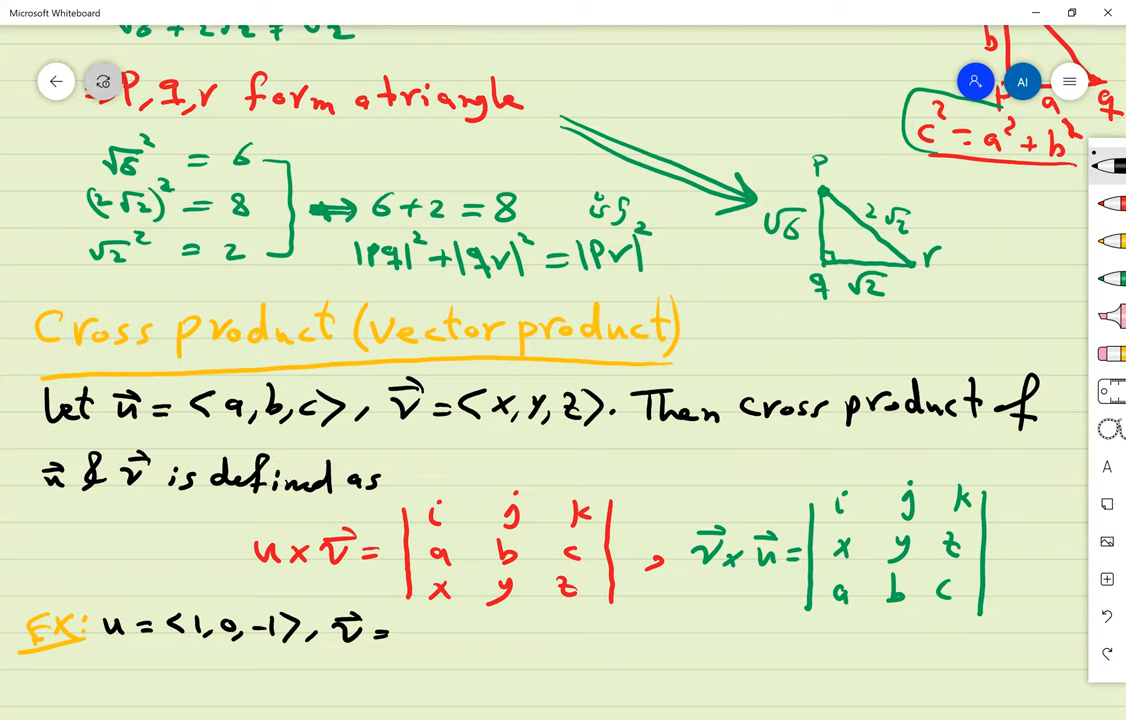 Microsoft Whiteboard
P, q, r form a triangle
b
a
q
c² = a² + b²
AI
√6² = 6
(2√2)² = 8
√2² = 2
⟺ 6+2 = 8
|pq|² + |qr|² = |pr|²
P
√6
2√2
r
q
√2
Cross product (vector product)
Let u⃗ = <a, b, c>, v⃗ = <x, y, z>. Then cross product of
u⃗ & v⃗ is defined as
u × v⃗ = | i j k |
| a b c |
| x y z | ,
v⃗ × u⃗ = | i j k |
| x y z |
| a b c |
EX: u = <1, 0, -1>, v⃗ =
A